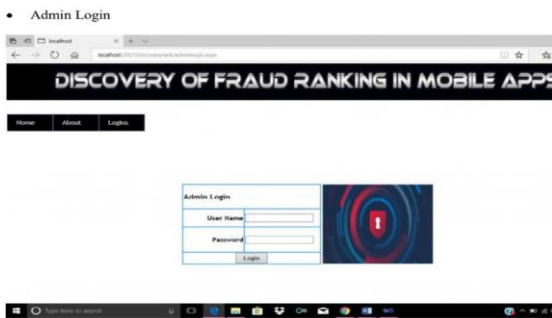 • Admin Login
localhost
DISCOVERY OF FRAUD RANKING IN MOBILE APPS
Home About Logins
Admin Login
User Name
Password
Login
Type here to search